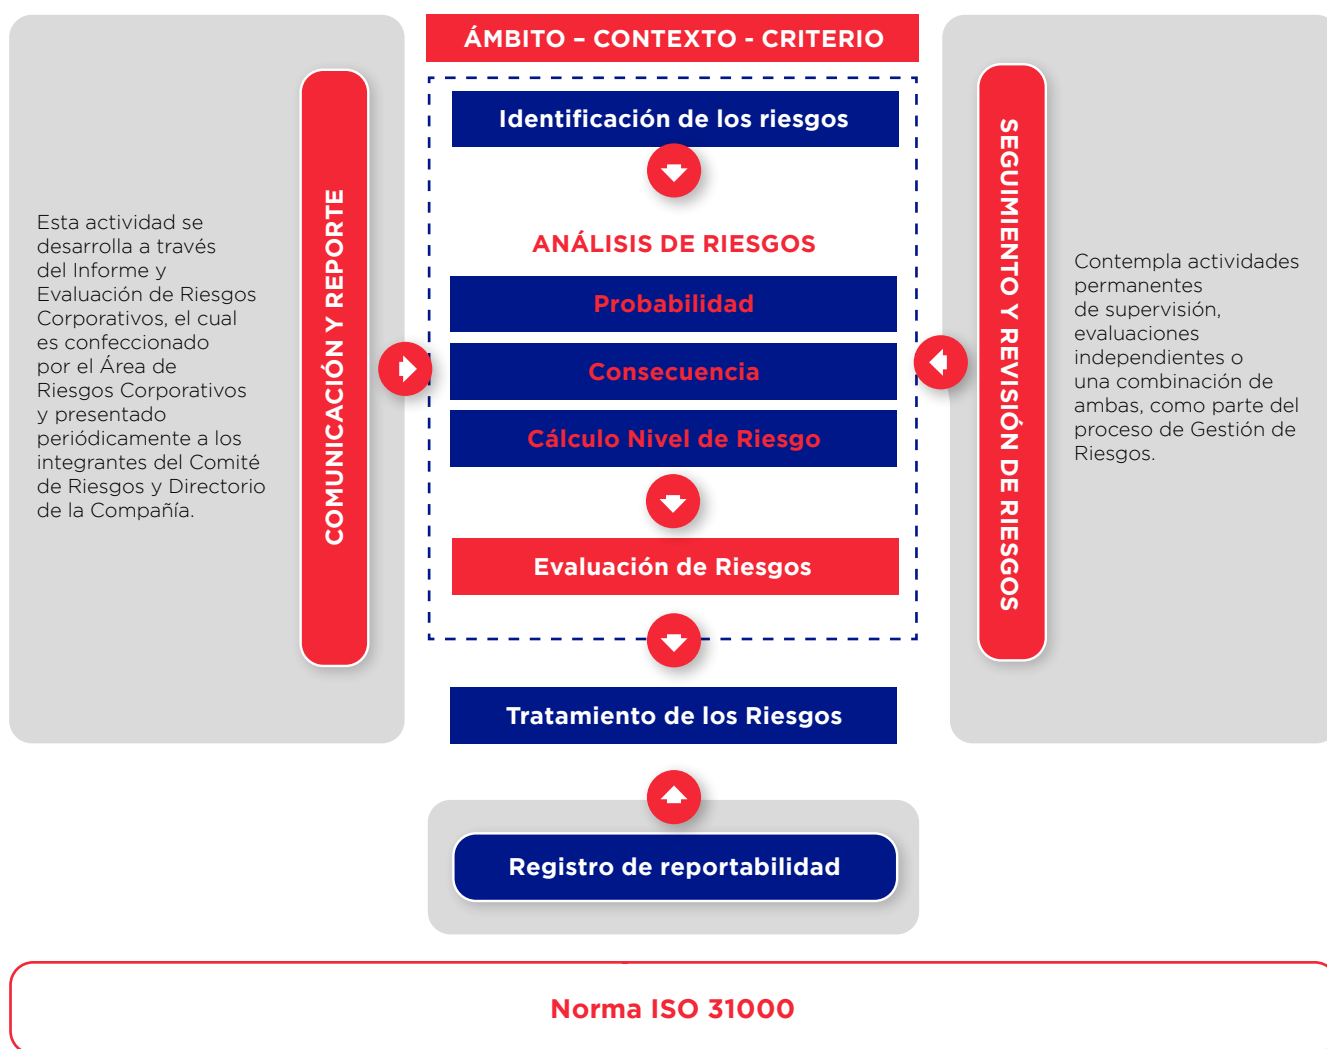 ÁMBITO – CONTEXTO - CRITERIO
Identificación de los riesgos
ANÁLISIS DE RIESGOS
Probabilidad
Consecuencia
Cálculo Nivel de Riesgo
Evaluación de Riesgos
Tratamiento de los Riesgos
Registro de reportabilidad
COMUNICACIÓN Y REPORTE
Esta actividad se
desarrolla a través
del Informe y
Evaluación de Riesgos
Corporativos, el cual
es confeccionado
por el Área de
Riesgos Corporativos
y presentado
periódicamente a los
integrantes del Comité
de Riesgos y Directorio
de la Compañía.
SEGUIMIENTO Y REVISIÓN DE RIESGOS
Contempla actividades
permanentes
de supervisión,
evaluaciones
independientes o
una combinación de
ambas, como parte del
proceso de Gestión de
Riesgos.
Norma ISO 31000